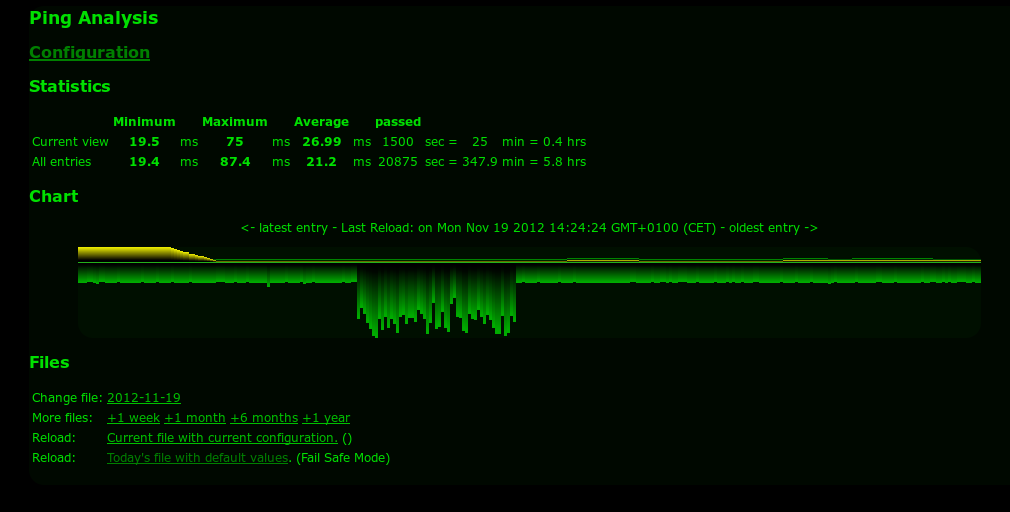 Ping Analysis
Configuration
Statistics
Minimum Maximum Average passed
Current view 19.5 ms 75 ms 26.99 ms 1500 sec = 25 min = 0.4 hrs
All entries 19.4 ms 87.4 ms 21.2 ms 20875 sec = 347.9 min = 5.8 hrs
Chart
<- latest entry - Last Reload: on Mon Nov 19 2012 14:24:24 GMT+0100 (CET) - oldest entry ->
Files
Change file: 2012-11-19
More files: +1 week +1 month +6 months +1 year
Reload: Current file with current configuration. ()
Reload: Today's file with default values. (Fail Safe Mode)